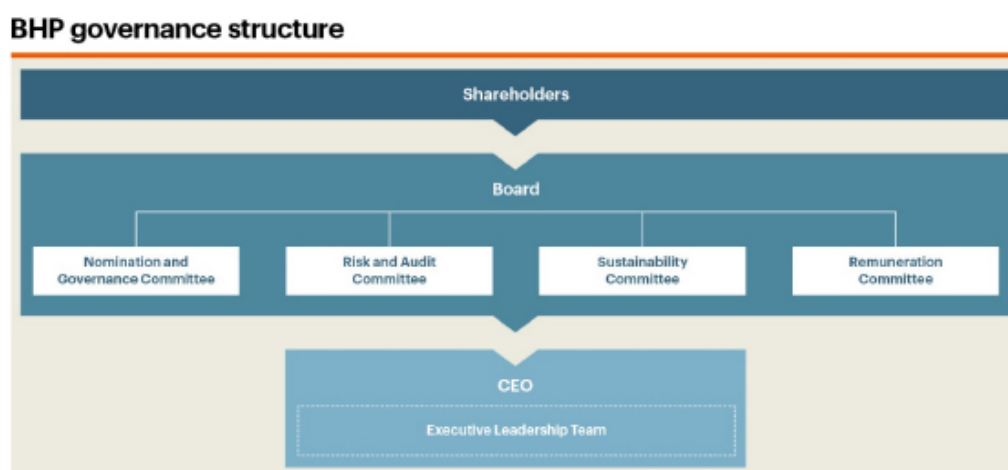 BHP governance structure
Shareholders
Board
Nomination and
Governance Committee
Risk and Audit
Committee
Sustainability
Committee
Remuneration
Committee
CEO
Executive Leadership Team